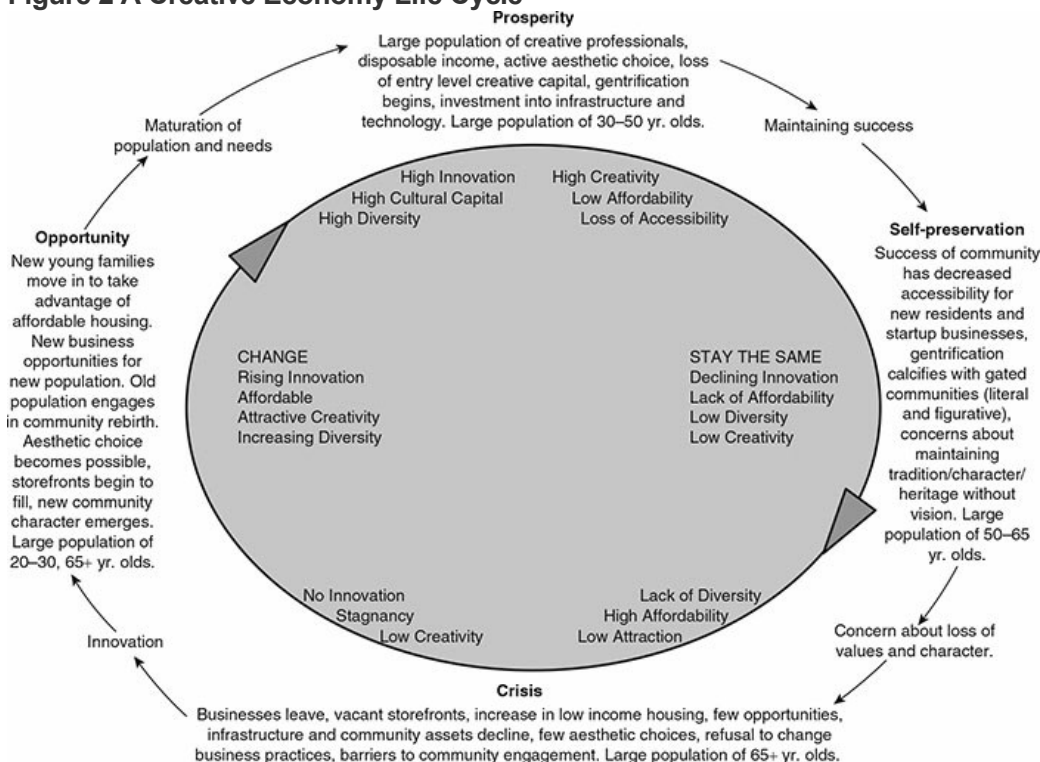 Figure 2 A Creative Economy Life Cycle
Prosperity
Large population of creative professionals,
disposable income, active aesthetic choice, loss
of entry level creative capital, gentrification
begins, investment into infrastructure and
technology. Large population of 30–50 yr. olds.
Maintaining success
Self-preservation
Success of community
has decreased
accessibility for
new residents and
startup businesses,
gentrification
calcifies with gated
communities (literal
and figurative),
concerns about
maintaining
tradition/character/
heritage without
vision. Large
population of 50–65
yr. olds.
Concern about loss of
values and character.
Crisis
Businesses leave, vacant storefronts, increase in low income housing, few opportunities,
infrastructure and community assets decline, few aesthetic choices, refusal to change
business practices, barriers to community engagement. Large population of 65+ yr. olds.
Innovation
Opportunity
New young families
move in to take
advantage of
affordable housing.
New business
opportunities for
new population. Old
population engages
in community rebirth.
Aesthetic choice
becomes possible,
storefronts begin to
fill, new community
character emerges.
Large population of
20–30, 65+ yr. olds.
Maturation of
population and needs
High Innovation
High Cultural Capital
High Diversity
High Creativity
Low Affordability
Loss of Accessibility
CHANGE
Rising Innovation
Affordable
Attractive Creativity
Increasing Diversity
STAY THE SAME
Declining Innovation
Lack of Affordability
Low Diversity
Low Creativity
No Innovation
Stagnancy
Low Creativity
Lack of Diversity
High Affordability
Low Attraction